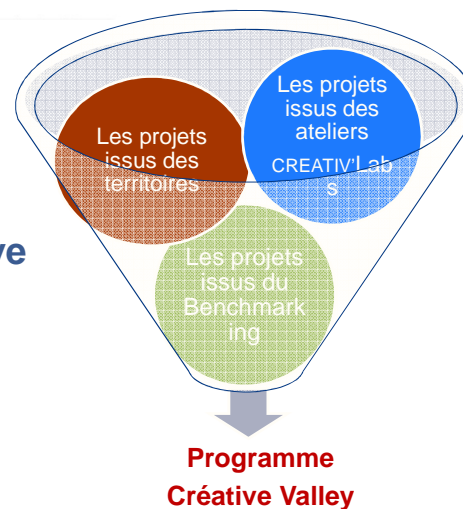 Les projets
issus des
territoires
Les projets
issus des
ateliers
CREATIV'Lab
s
ve
Les projets
issus du
Benchmark
ing
Programme
Créative Valley